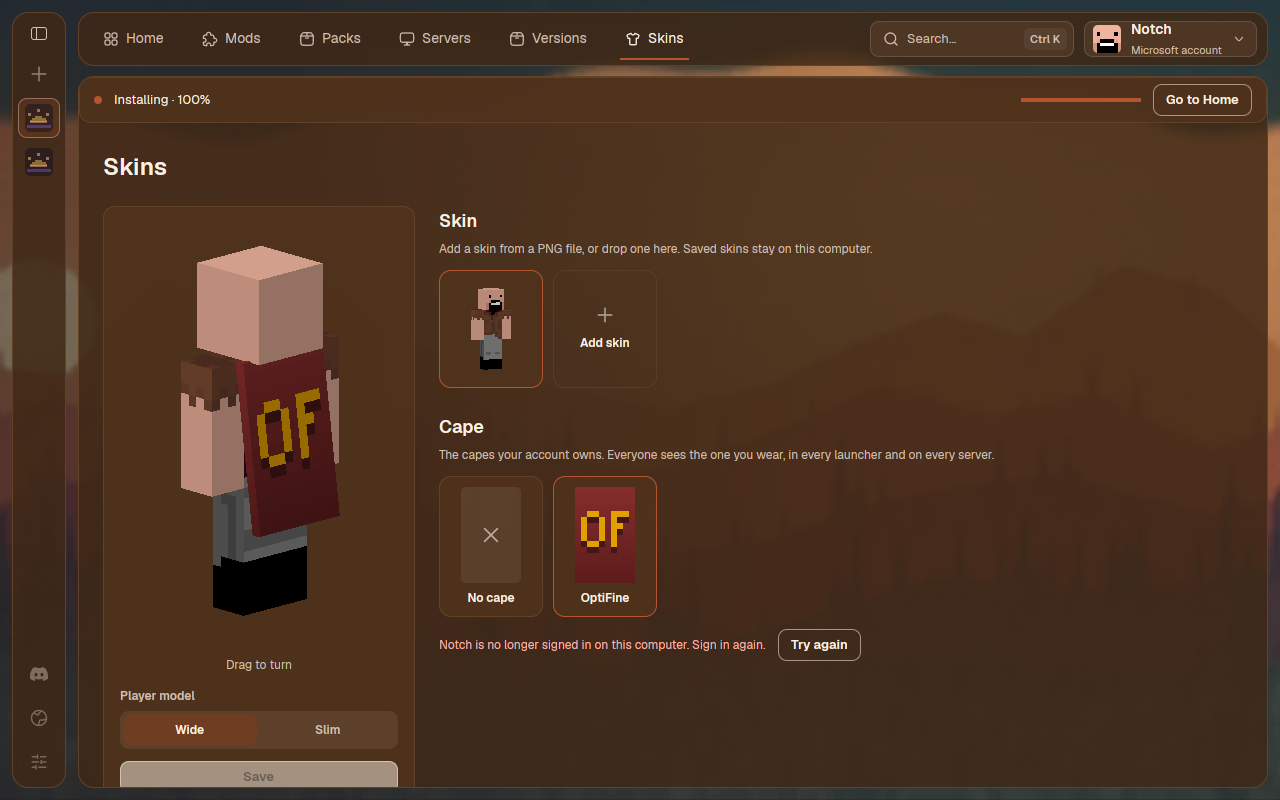 Home
Mods
Packs
Servers
Versions
Skins
Search...
Ctrl K
Notch
Microsoft account
Installing · 100%
Go to Home
Skins
Skin
Add a skin from a PNG file, or drop one here. Saved skins stay on this computer.
Add skin
OF
Cape
The capes your account owns. Everyone sees the one you wear, in every launcher and on every server.
OF
No cape
OptiFine
Notch is no longer signed in on this computer. Sign in again.
Try again
Drag to turn
Player model
Wide
Slim
Save